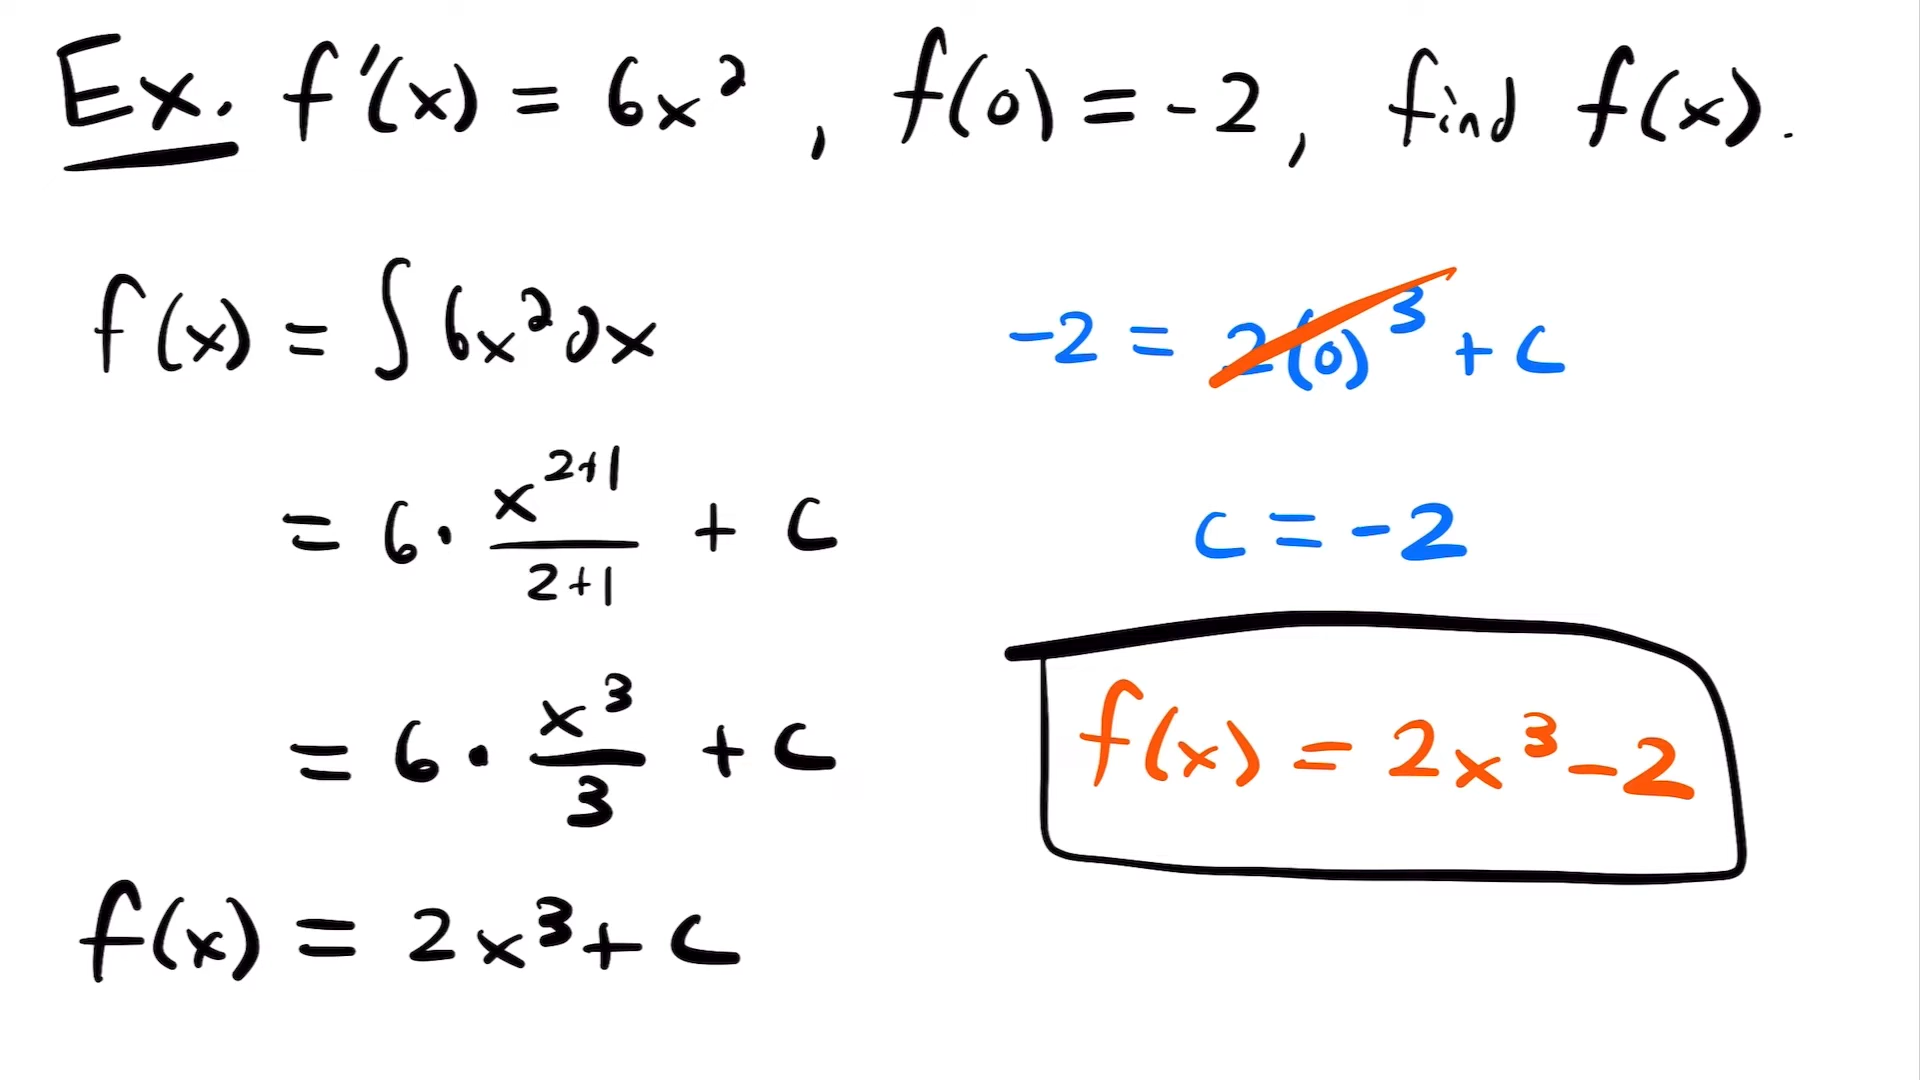 Ex. f'(x) = 6x², f(0) = -2, find f(x).
f(x) = ∫ 6x² dx
= 6 · x^(2+1)/(2+1) + C
= 6 · x³/3 + C
f(x) = 2x³ + C
-2 = 2(0)³ + C
C = -2
f(x) = 2x³ - 2